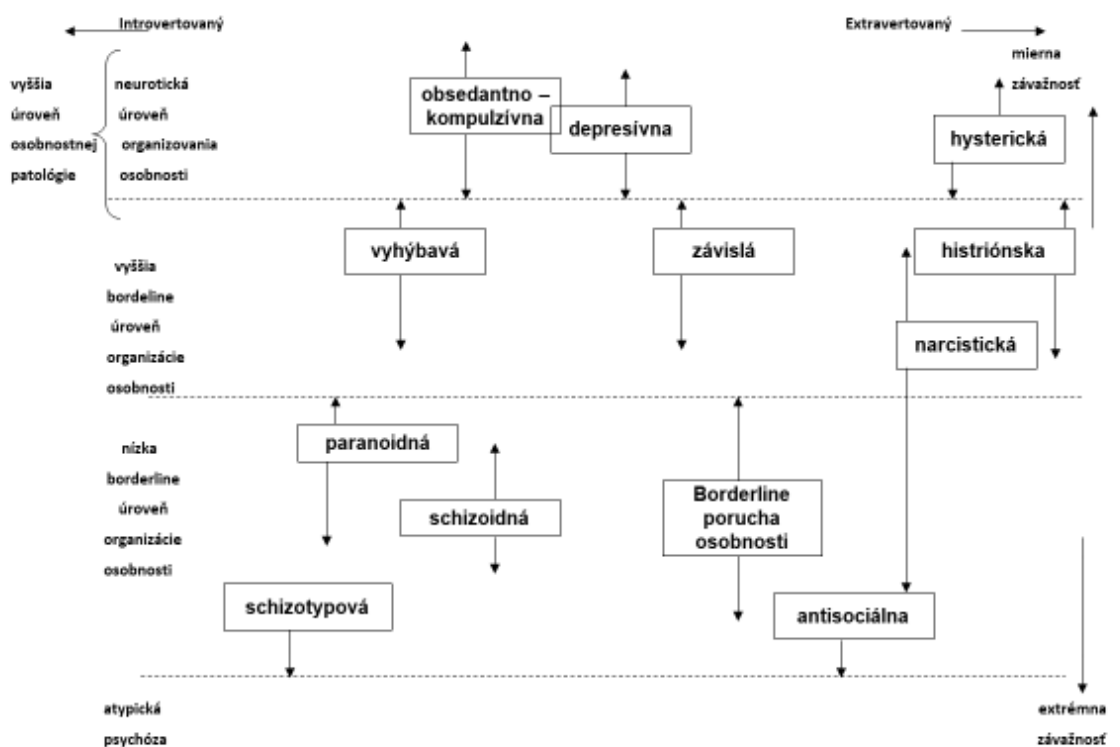 Introvertovaný
Extravertovaný
vyššia
úroveň
osobnostnej
patológie
neurotická
úroveň
organizovania
osobnosti
obsedantno –
kompulzívna
depresívna
hysterická
mierna
závažnosť
vyššia
bordeline
úroveň
organizácie
osobnosti
vyhýbavá
závislá
histriónska
narcistická
nízka
borderline
úroveň
organizácie
osobnosti
paranoidná
schizoidná
Borderline
porucha
osobnosti
schizotypová
antisociálna
atypická
psychóza
extrémna
závažnosť